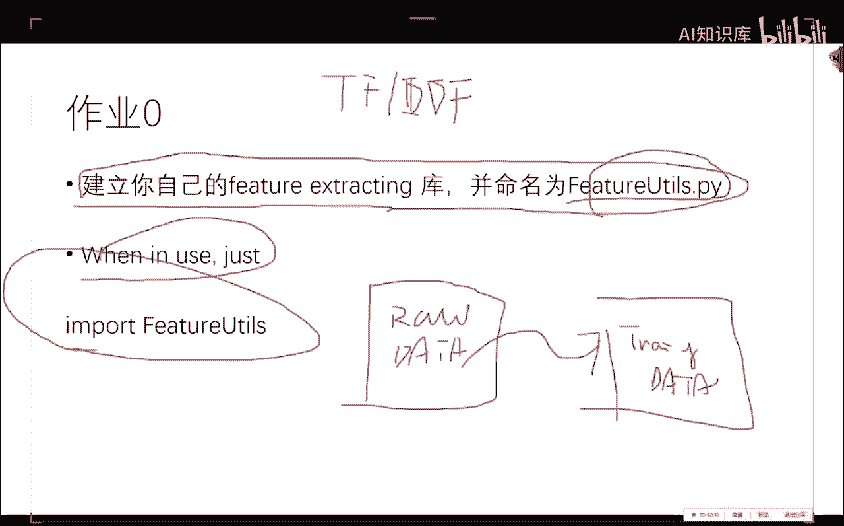 AI知识库 bilibili
TF/IDF
作业0
• 建立你自己的feature extracting 库，并命名为FeatureUtils.py
• When in use, just
import FeatureUtils
RAW
DATA
DATA